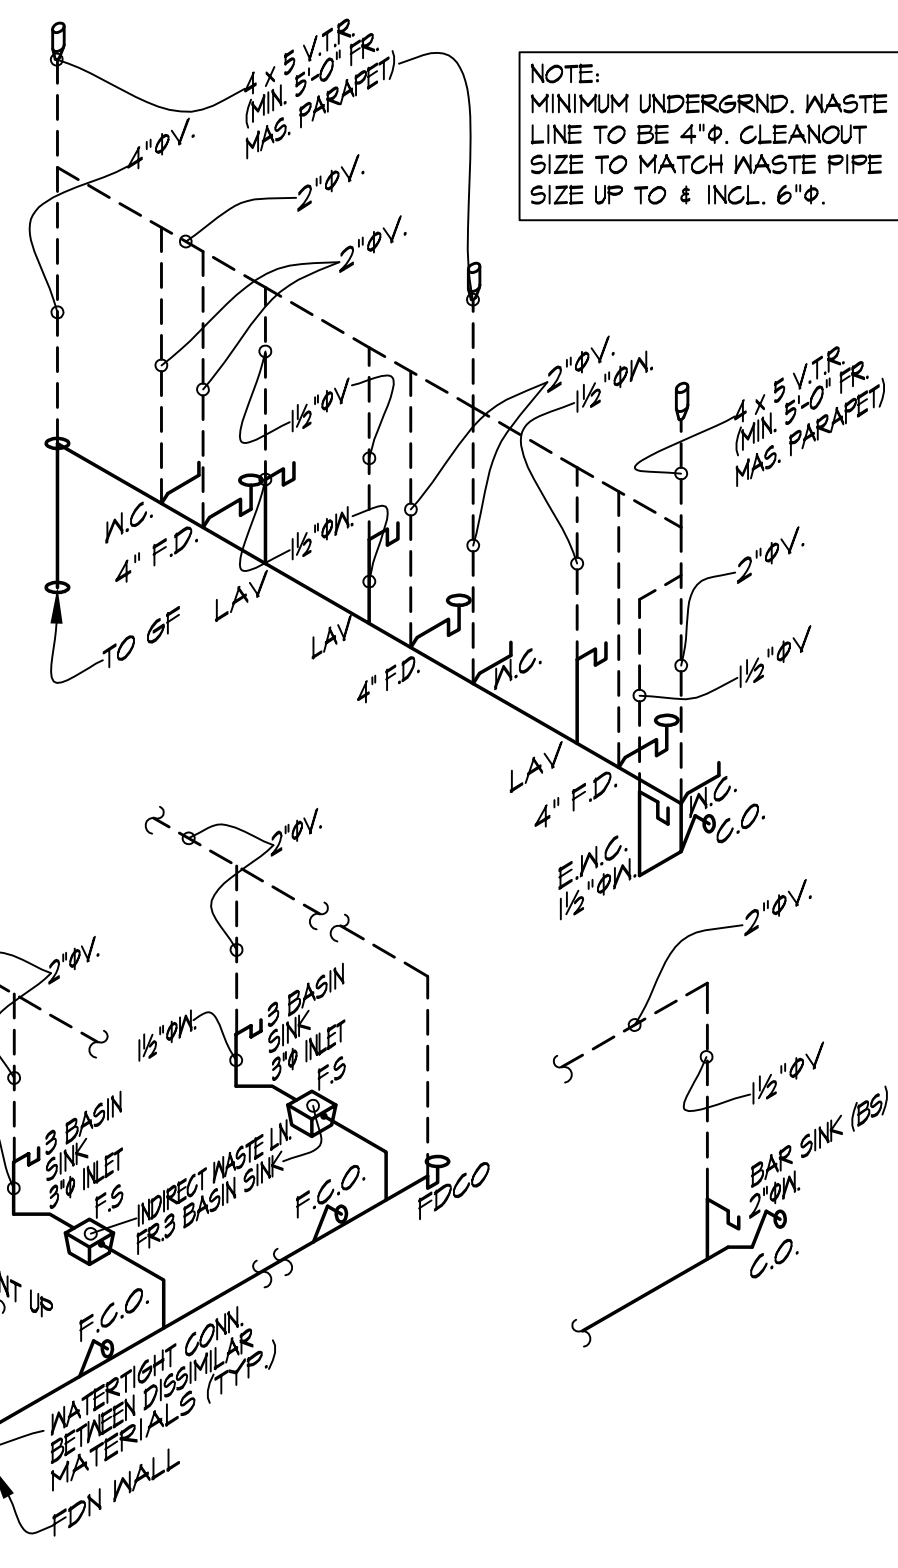 4 x 5 V.T.R.
(MIN. 5'-0" FR.
MAS. PARAPET)
NOTE:
MINIMUM UNDERGRND. WASTE
LINE TO BE 4"Φ. CLEANOUT
SIZE TO MATCH WASTE PIPE
SIZE UP TO & INCL. 6"Φ.
4"ΦV.
2"ΦV.
2"ΦV.
2"ΦV.
1½"ΦW.
4 x 5 V.T.R.
(MIN. 5'-0" FR.
MAS. PARAPET)
1½"ΦV
W.C.
4" F.D.
1½"ΦW.
LAV
TO GF
LAV
4" F.D.
W.C.
2"ΦV.
1½"ΦV
LAV
4" F.D.
W.C.
C.O.
E.W.C.
1½"ΦW.
2"ΦV.
2"ΦV.
2"ΦV.
1½"ΦW.
3 BASIN
SINK
3"Φ INLET
F.S
1½"ΦV
3 BASIN
SINK
3"Φ INLET
F.S
INDIRECT WASTE LN.
FR.3 BASIN SINK
F.C.O.
FDCO
BAR SINK (BS)
2"ΦW.
C.O.
NT UP
F.C.O.
WATERTIGHT CONN.
BETWEEN DISSIMILAR
MATERIALS (TYP.)
FDN WALL